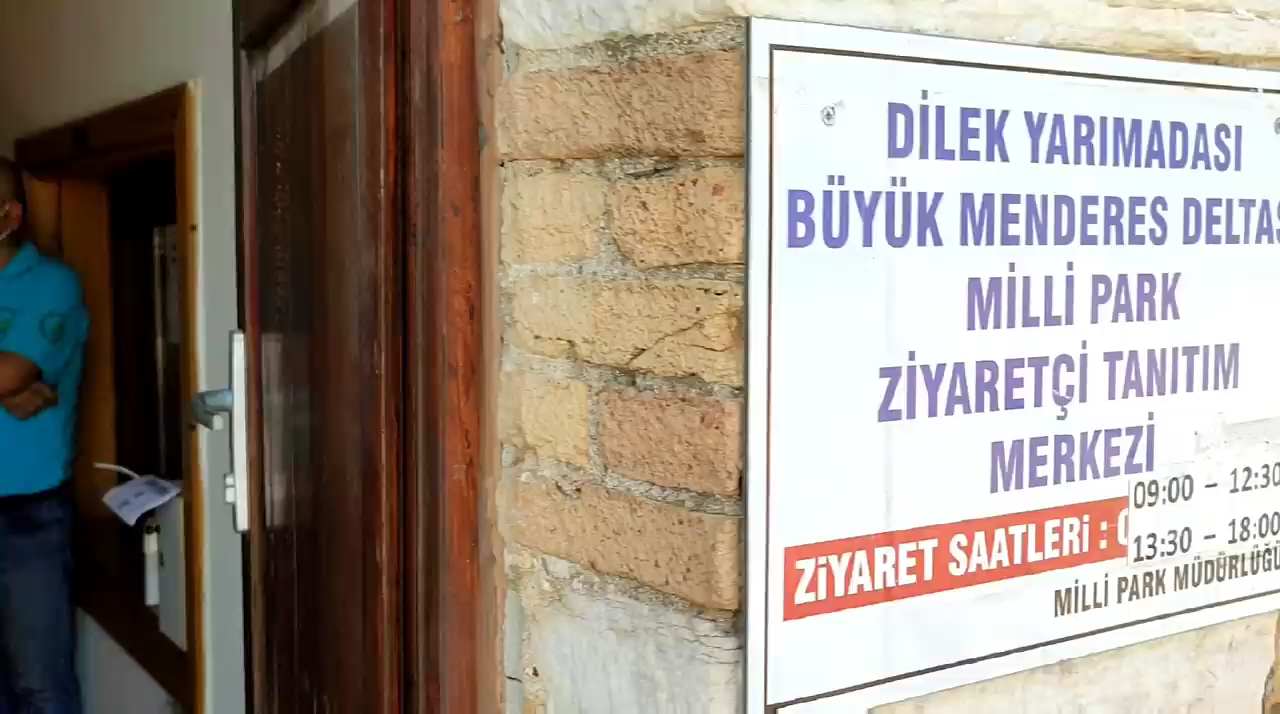 DİLEK YARIMADASI
BÜYÜK MENDERES DELTAS
MİLLİ PARK
ZİYARETÇİ TANITIM
MERKEZİ
ZİYARET SAATLERİ :
09:00 – 12:30
13:30 – 18:00
MİLLİ PARK MÜDÜRLÜĞÜ